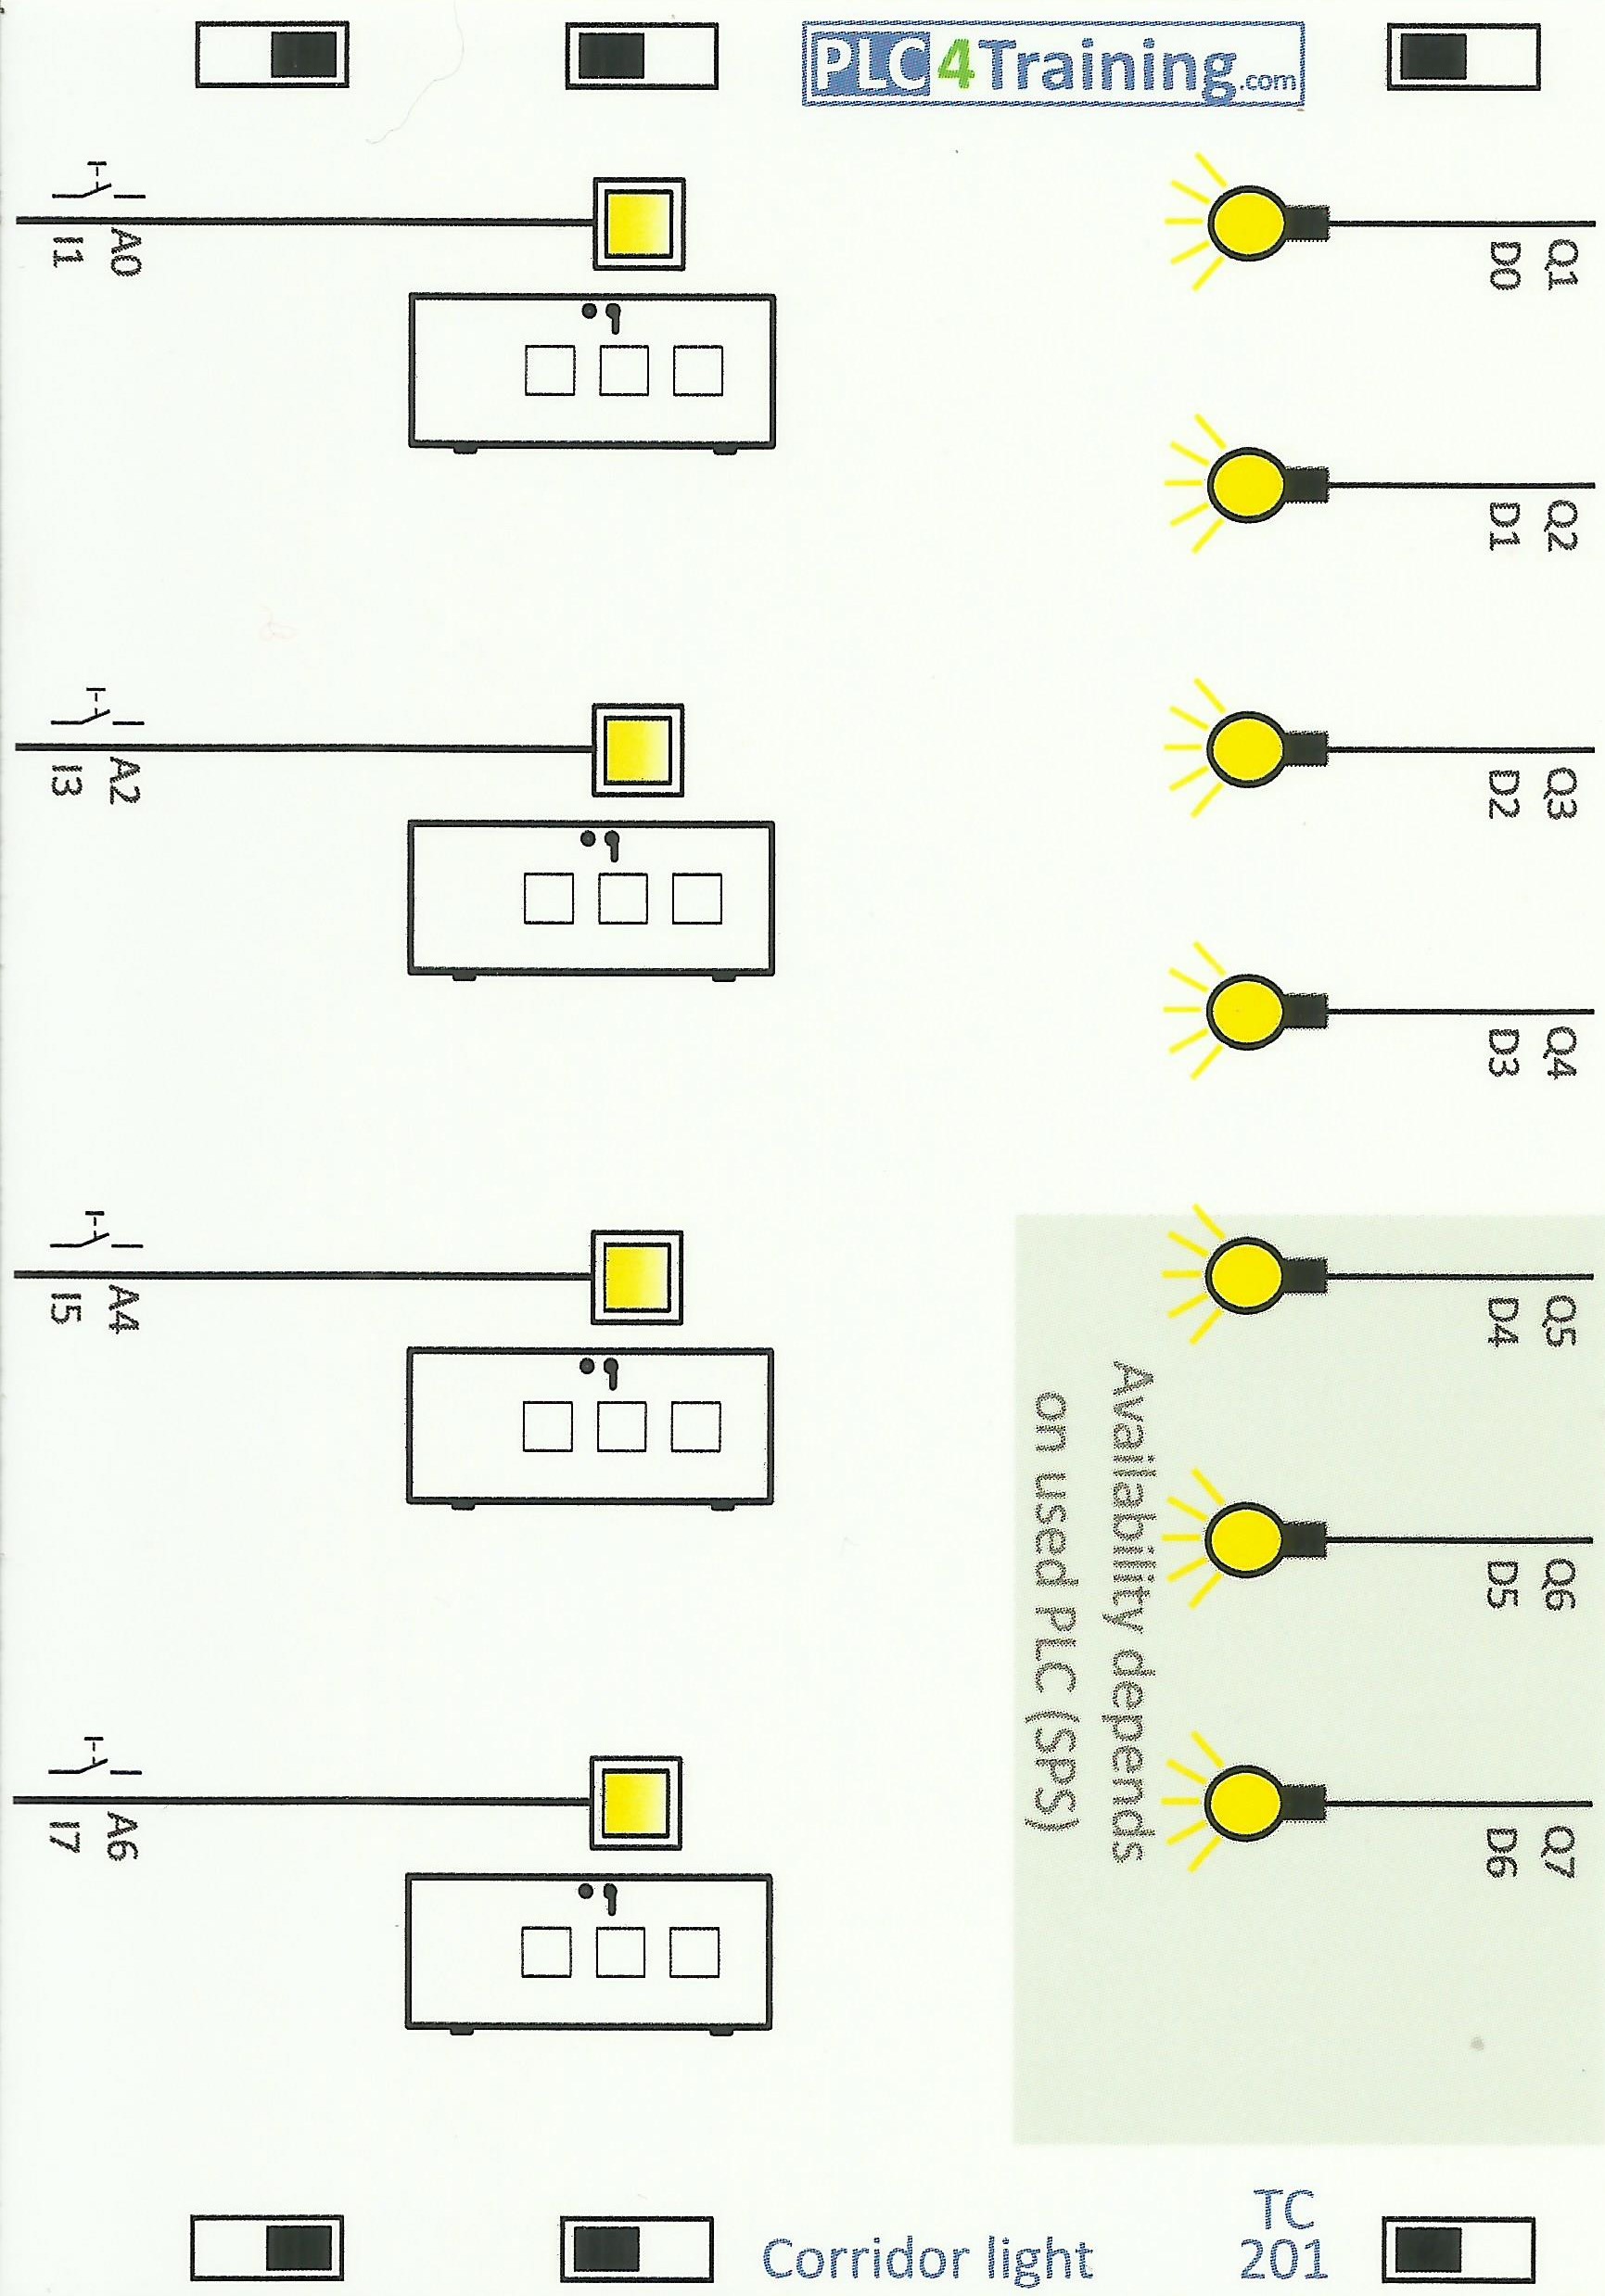 Q1
D0
Q2
D1
Q3
D2
Q4
D3
Q5
D4
Q6
D5
Q7
D6
Availability depends
on used PLC (SPS)
PLC4Training.com
TC
201
Corridor light
A0
I1
A2
I3
A4
I5
A6
I7